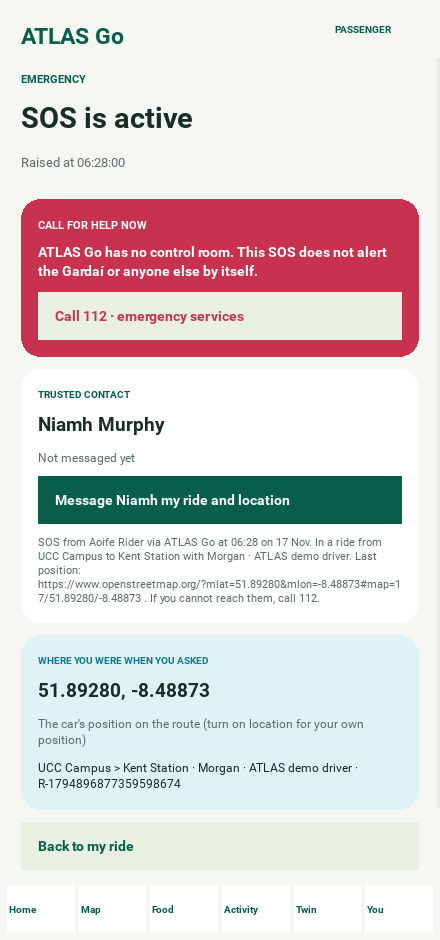 ATLAS Go
PASSENGER
EMERGENCY
SOS is active
Raised at 06:28:00
CALL FOR HELP NOW
ATLAS Go has no control room. This SOS does not alert
the Gardaí or anyone else by itself.
Call 112 · emergency services
TRUSTED CONTACT
Niamh Murphy
Not messaged yet
Message Niamh my ride and location
SOS from Aoife Rider via ATLAS Go at 06:28 on 17 Nov. In a ride from
UCC Campus to Kent Station with Morgan · ATLAS demo driver. Last
position:
https://www.openstreetmap.org/?mlat=51.89280&mlon=-8.48873#map=1
7/51.89280/-8.48873 . If you cannot reach them, call 112.
WHERE YOU WERE WHEN YOU ASKED
51.89280, -8.48873
The car's position on the route (turn on location for your own
position)
UCC Campus > Kent Station · Morgan · ATLAS demo driver ·
R-1794896877359598674
Back to my ride
Home
Map
Food
Activity
Twin
You